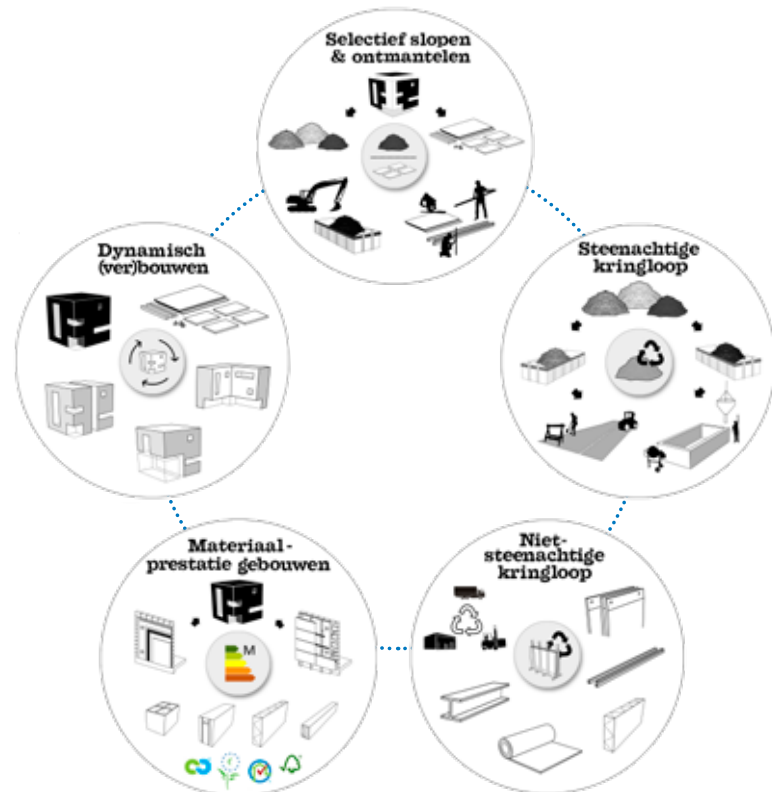 Selectief slopen
& ontmantelen
Dynamisch
(ver)bouwen
Steenachtige
kringloop
Materiaal-
prestatie gebouwen
M
Niet-
steenachtige
kringloop